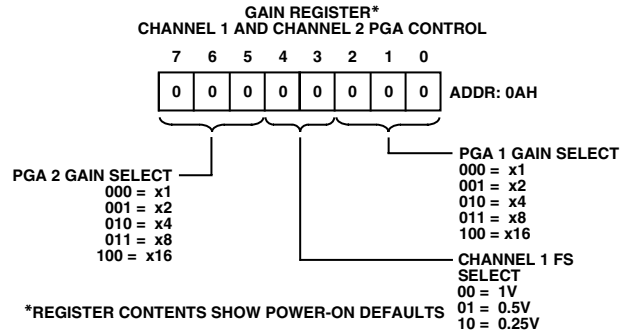 GAIN REGISTER*
CHANNEL 1 AND CHANNEL 2 PGA CONTROL
7 6 5 4 3 2 1 0
0 0 0 0 0 0 0 0 ADDR: 0AH
PGA 2 GAIN SELECT
000 = x1
001 = x2
010 = x4
011 = x8
100 = x16
PGA 1 GAIN SELECT
000 = x1
001 = x2
010 = x4
011 = x8
100 = x16
CHANNEL 1 FS
SELECT
00 = 1V
01 = 0.5V
10 = 0.25V
*REGISTER CONTENTS SHOW POWER-ON DEFAULTS